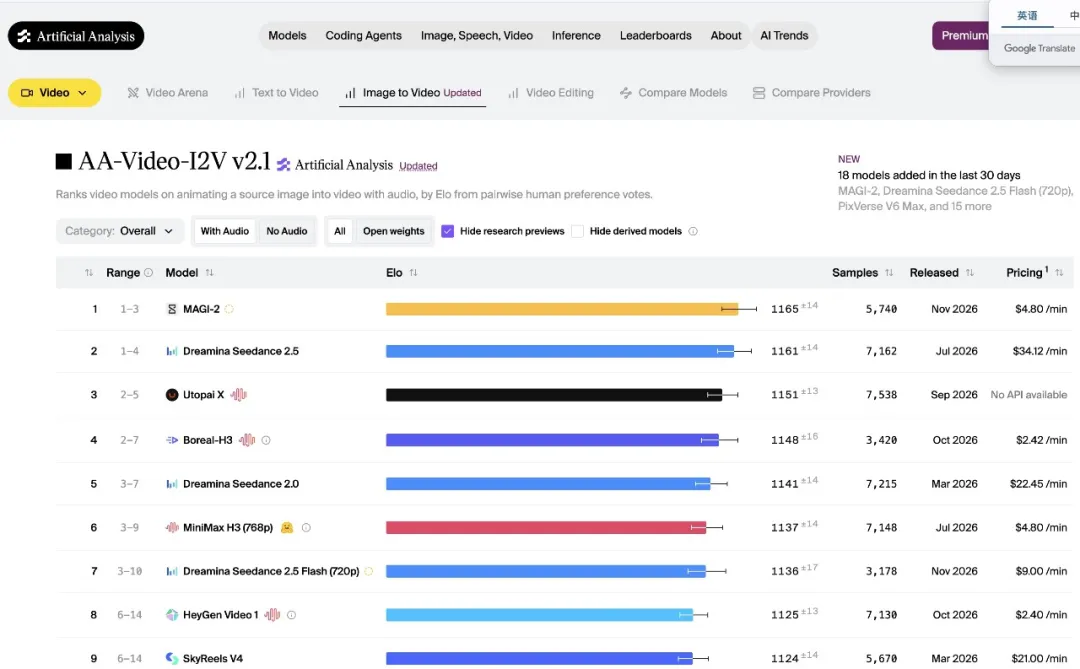 英语 中
Artificial Analysis Models Coding Agents Image, Speech, Video Inference Leaderboards About AI Trends Premium
Google Translate
Video Video Arena Text to Video Image to Video Updated Video Editing Compare Models Compare Providers
AA-Video-I2V v2.1 Artificial Analysis Updated
Ranks video models on animating a source image into video with audio, by Elo from pairwise human preference votes.
NEW
18 models added in the last 30 days
MAGI-2, Dreamina Seedance 2.5 Flash (720p),
PixVerse V6 Max, and 15 more
Category: Overall With Audio No Audio All Open weights Hide research previews Hide derived models
Range Model Elo Samples Released Pricing1
1 1–3 MAGI-2 1165 ±14 5,740 Nov 2026 $4.80 /min
2 1–4 Dreamina Seedance 2.5 1161 ±14 7,162 Jul 2026 $34.12 /min
3 2–5 Utopai X 1151 ±13 7,538 Sep 2026 No API available
4 2–7 Boreal-H3 1148 ±16 3,420 Oct 2026 $2.42 /min
5 3–7 Dreamina Seedance 2.0 1141 ±14 7,215 Mar 2026 $22.45 /min
6 3–9 MiniMax H3 (768p) 1137 ±14 7,148 Jul 2026 $4.80 /min
7 3–10 Dreamina Seedance 2.5 Flash (720p) 1136 ±17 3,178 Nov 2026 $9.00 /min
8 6–14 HeyGen Video 1 1125 ±13 7,130 Oct 2026 $2.40 /min
9 6–14 SkyReels V4 1124 ±14 5,670 Mar 2026 $21.00 /min